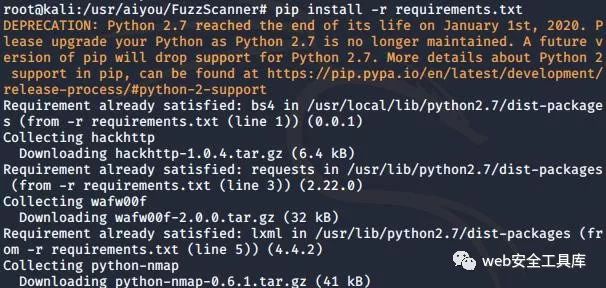 root@kali:/usr/aiyou/FuzzScanner# pip install -r requirements.txt
DEPRECATION: Python 2.7 reached the end of its life on January 1st, 2020. P
lease upgrade your Python as Python 2.7 is no longer maintained. A future v
ersion of pip will drop support for Python 2.7. More details about Python 2
 support in pip, can be found at https://pip.pypa.io/en/latest/development/
release-process/#python-2-support
Requirement already satisfied: bs4 in /usr/local/lib/python2.7/dist-package
s (from -r requirements.txt (line 1)) (0.0.1)
Collecting hackhttp
  Downloading hackhttp-1.0.4.tar.gz (6.4 kB)
Requirement already satisfied: requests in /usr/lib/python2.7/dist-packages
 (from -r requirements.txt (line 3)) (2.22.0)
Collecting wafw00f
  Downloading wafw00f-2.0.0.tar.gz (32 kB)
Requirement already satisfied: lxml in /usr/lib/python2.7/dist-packages (fr
om -r requirements.txt (line 5)) (4.4.2)
Collecting python-nmap
  Downloading python-nmap-0.6.1.tar.gz (41 kB)
web安全工具库